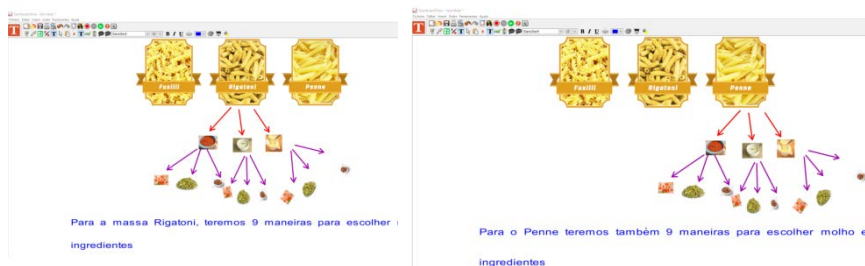 Fusilli Rigatoni Penne
Para a massa Rigatoni, teremos 9 maneiras para escolher
ingredientes
Fusilli Rigatoni Penne
Para o Penne teremos também 9 maneiras para escolher molho e
ingredientes